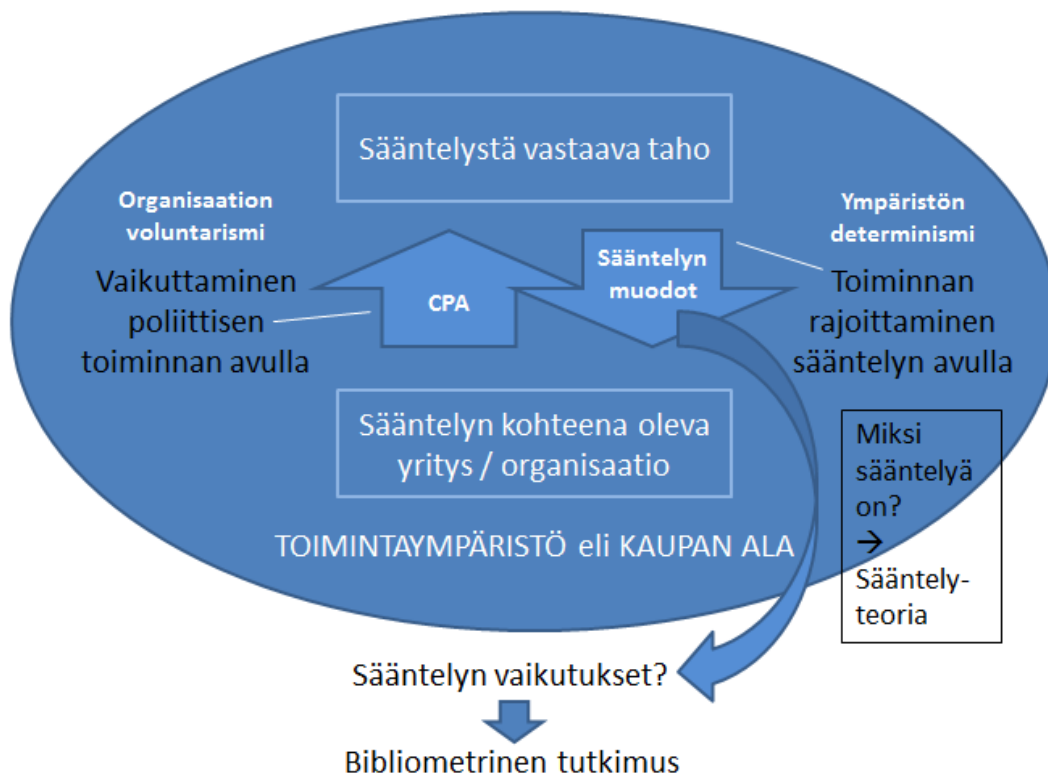 Sääntelystä vastaava taho
Organisaation
voluntarismi
Vaikuttaminen
poliittisen
toiminnan avulla
CPA
Sääntelyn
muodot
Ympäristön
determinismi
Toiminnan
rajoittaminen
sääntelyn avulla
Sääntelyn kohteena oleva
yritys / organisaatio
TOIMINTAYMPÄRISTÖ eli KAUPAN ALA
Miksi
sääntelyä
on?
→
Sääntely-
teoria
Sääntelyn vaikutukset?
Bibliometrinen tutkimus